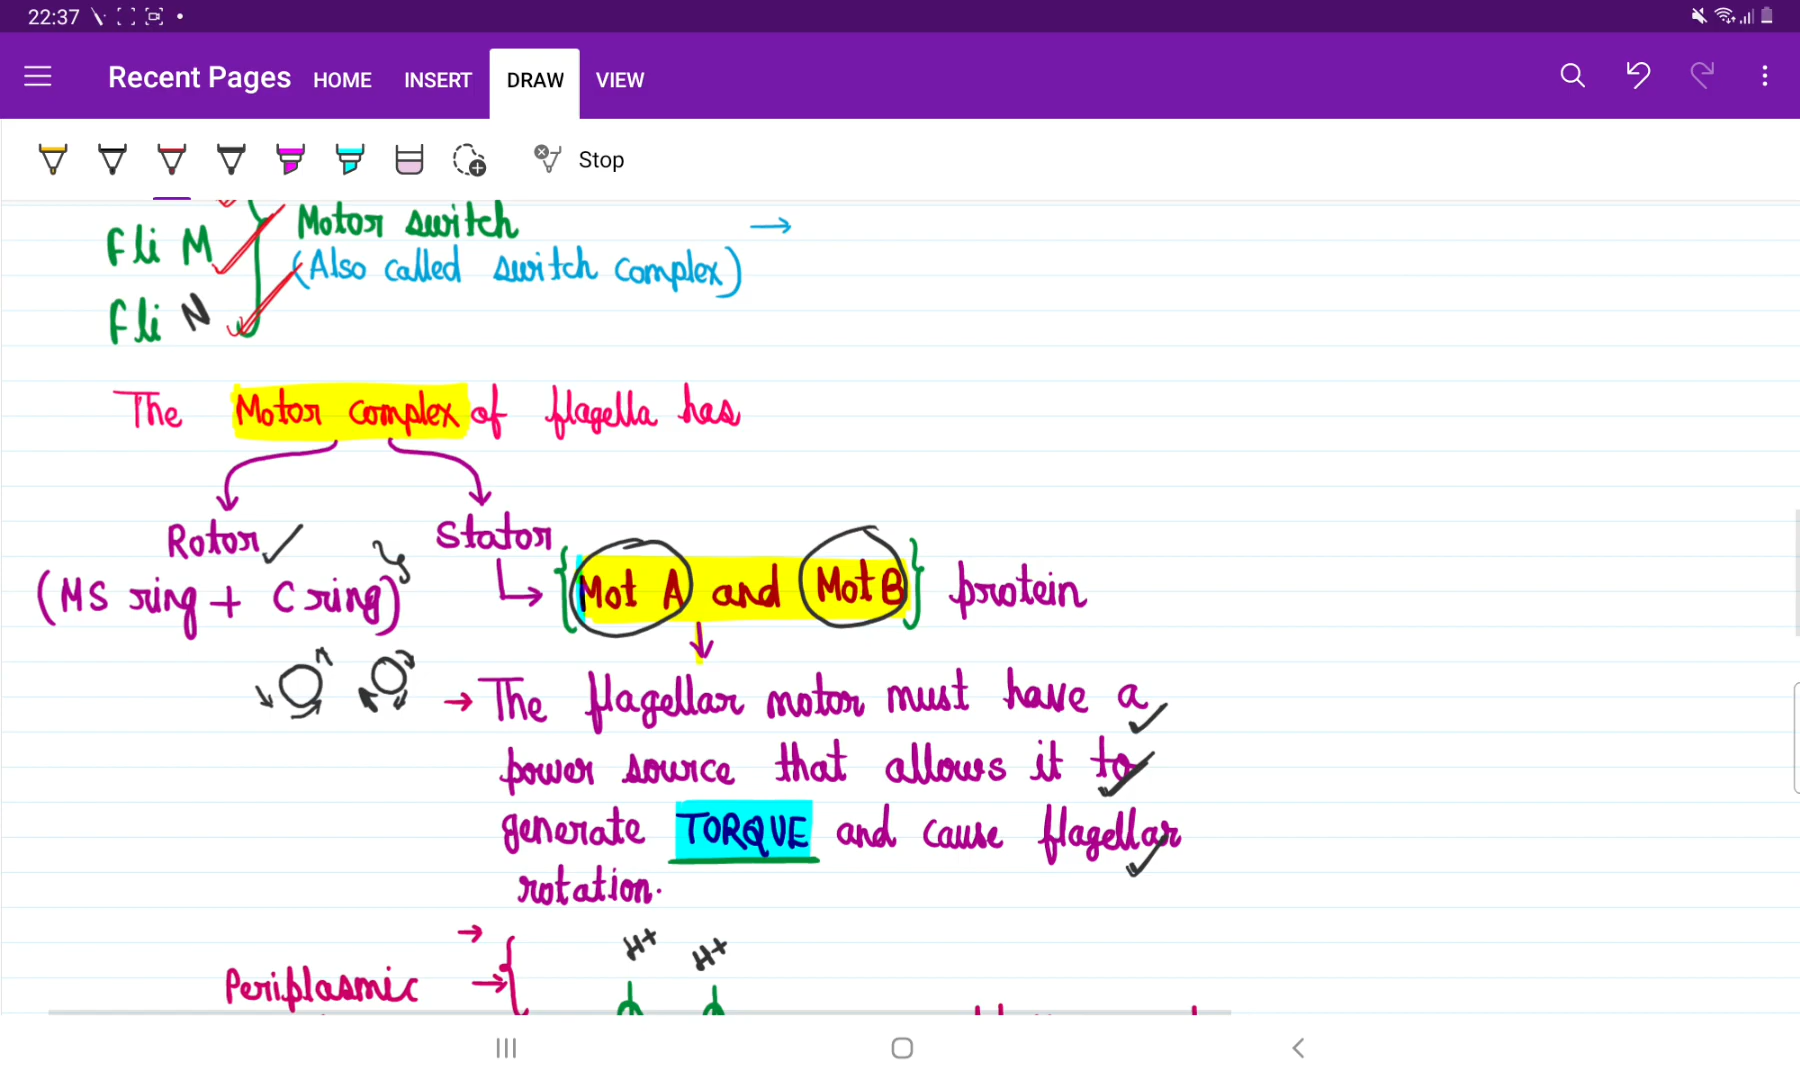 22:37
Recent Pages HOME INSERT DRAW VIEW
Stop
Fli M
Motor switch
(Also called switch complex) →
Fli N
The Motor complex of flagella has
Rotor Stator
(MS ring + C ring) → {Mot A and Mot B} protein
→ The flagellar motor must have a
power source that allows it to
generate TORQUE and cause flagellar
rotation.
→
H+ H+
Periplasmic →